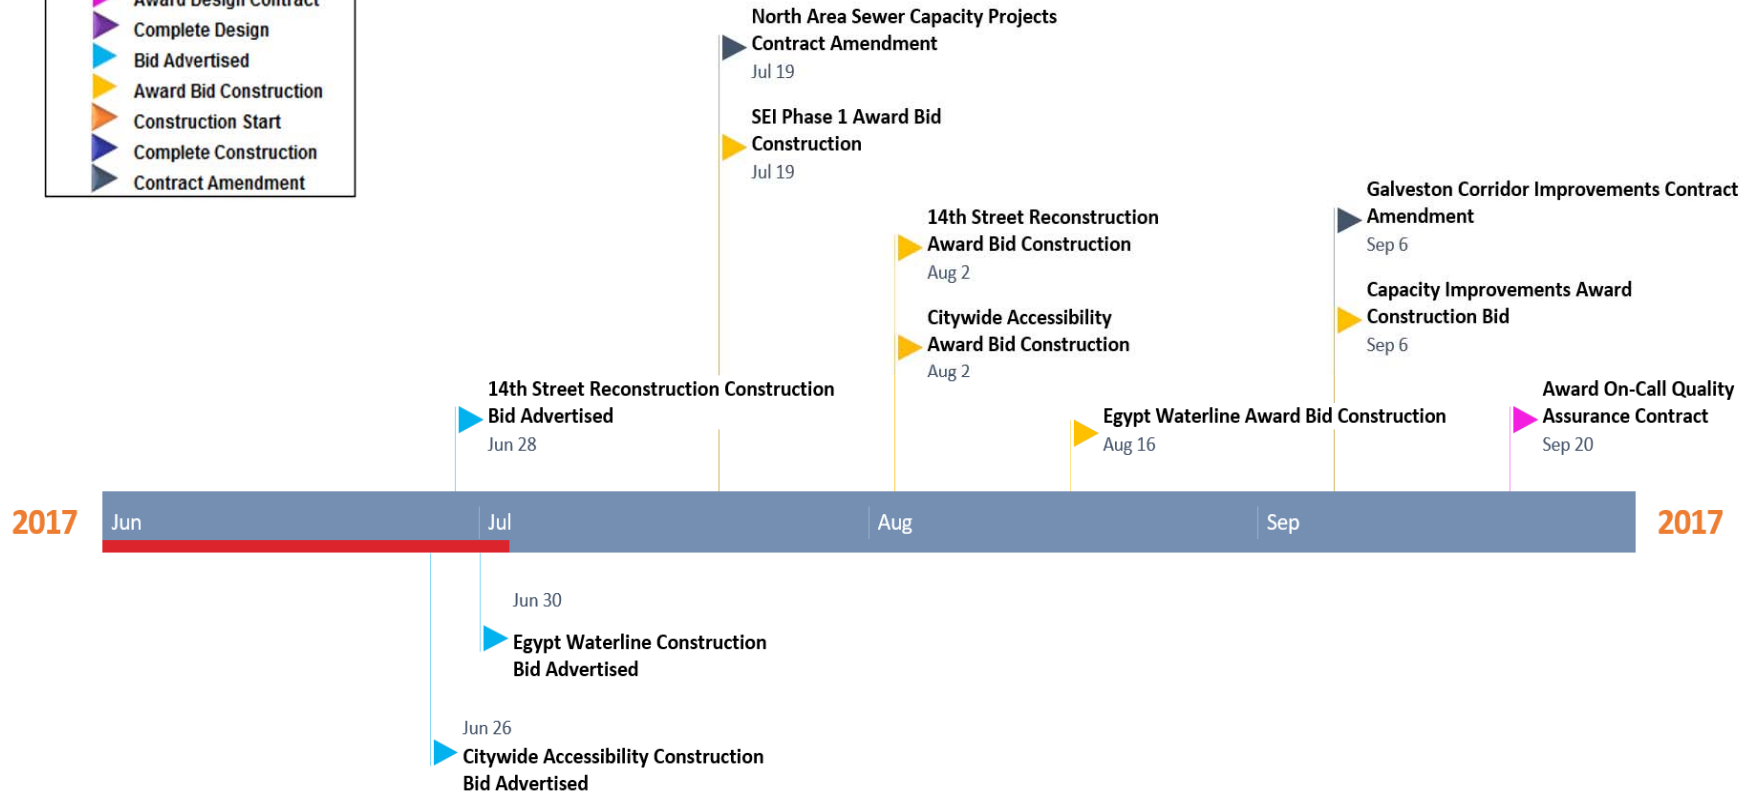 Award Design Contract
Complete Design
Bid Advertised
Award Bid Construction
Construction Start
Complete Construction
Contract Amendment
North Area Sewer Capacity Projects
Contract Amendment
Jul 19
SEI Phase 1 Award Bid
Construction
Jul 19
14th Street Reconstruction
Award Bid Construction
Aug 2
Citywide Accessibility
Award Bid Construction
Aug 2
Galveston Corridor Improvements Contract
Amendment
Sep 6
Capacity Improvements Award
Construction Bid
Sep 6
14th Street Reconstruction Construction
Bid Advertised
Jun 28
Egypt Waterline Award Bid Construction
Aug 16
Award On-Call Quality
Assurance Contract
Sep 20
2017 Jun Jul Aug Sep 2017
Jun 30
Egypt Waterline Construction
Bid Advertised
Jun 26
Citywide Accessibility Construction
Bid Advertised